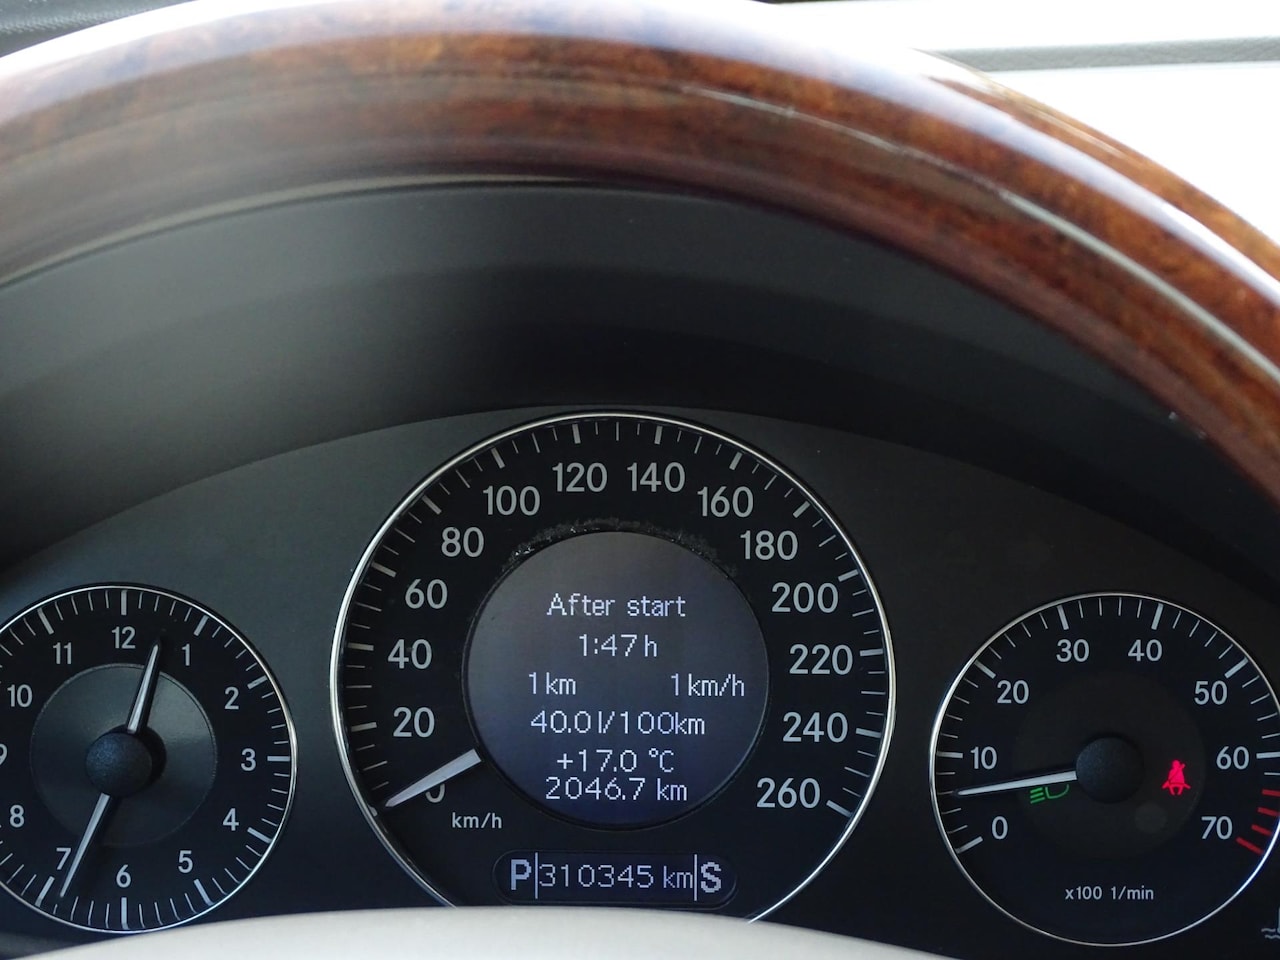 After start
1:47 h
1 km 1 km/h
40.0 l/100km
+17.0 °C
2046.7 km
0 20 40 60 80 100 120 140 160 180 200 220 240 260
km/h
P 310345 km S
12 1 2 3 4 5 6 7 8 9 10 11
0 10 20 30 40 50 60 70
x100 1/min